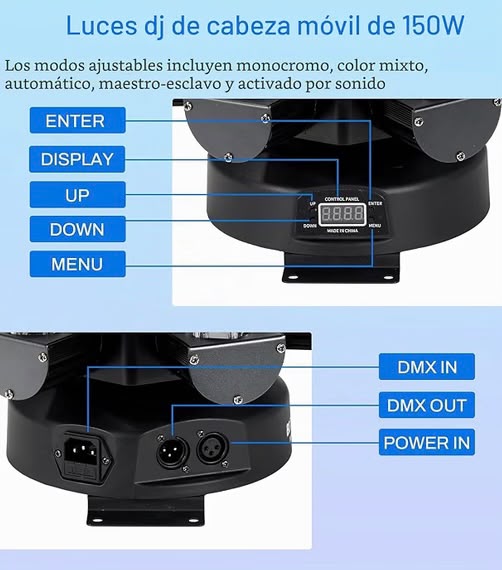 Luces dj de cabeza móvil de 150W
Los modos ajustables incluyen monocromo, color mixto,
automático, maestro-esclavo y activado por sonido
ENTER
DISPLAY
UP
DOWN
MENU
CONTROL PANEL
UP
ENTER
DOWN
MENU
MADE IN CHINA
DMX IN
DMX OUT
POWER IN